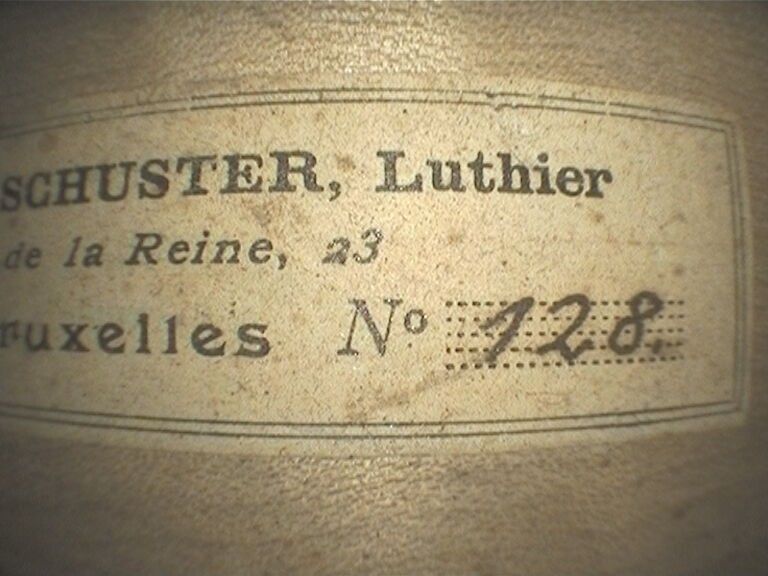 SCHUSTER, Luthier
de la Reine, 23
ruxelles No 128.